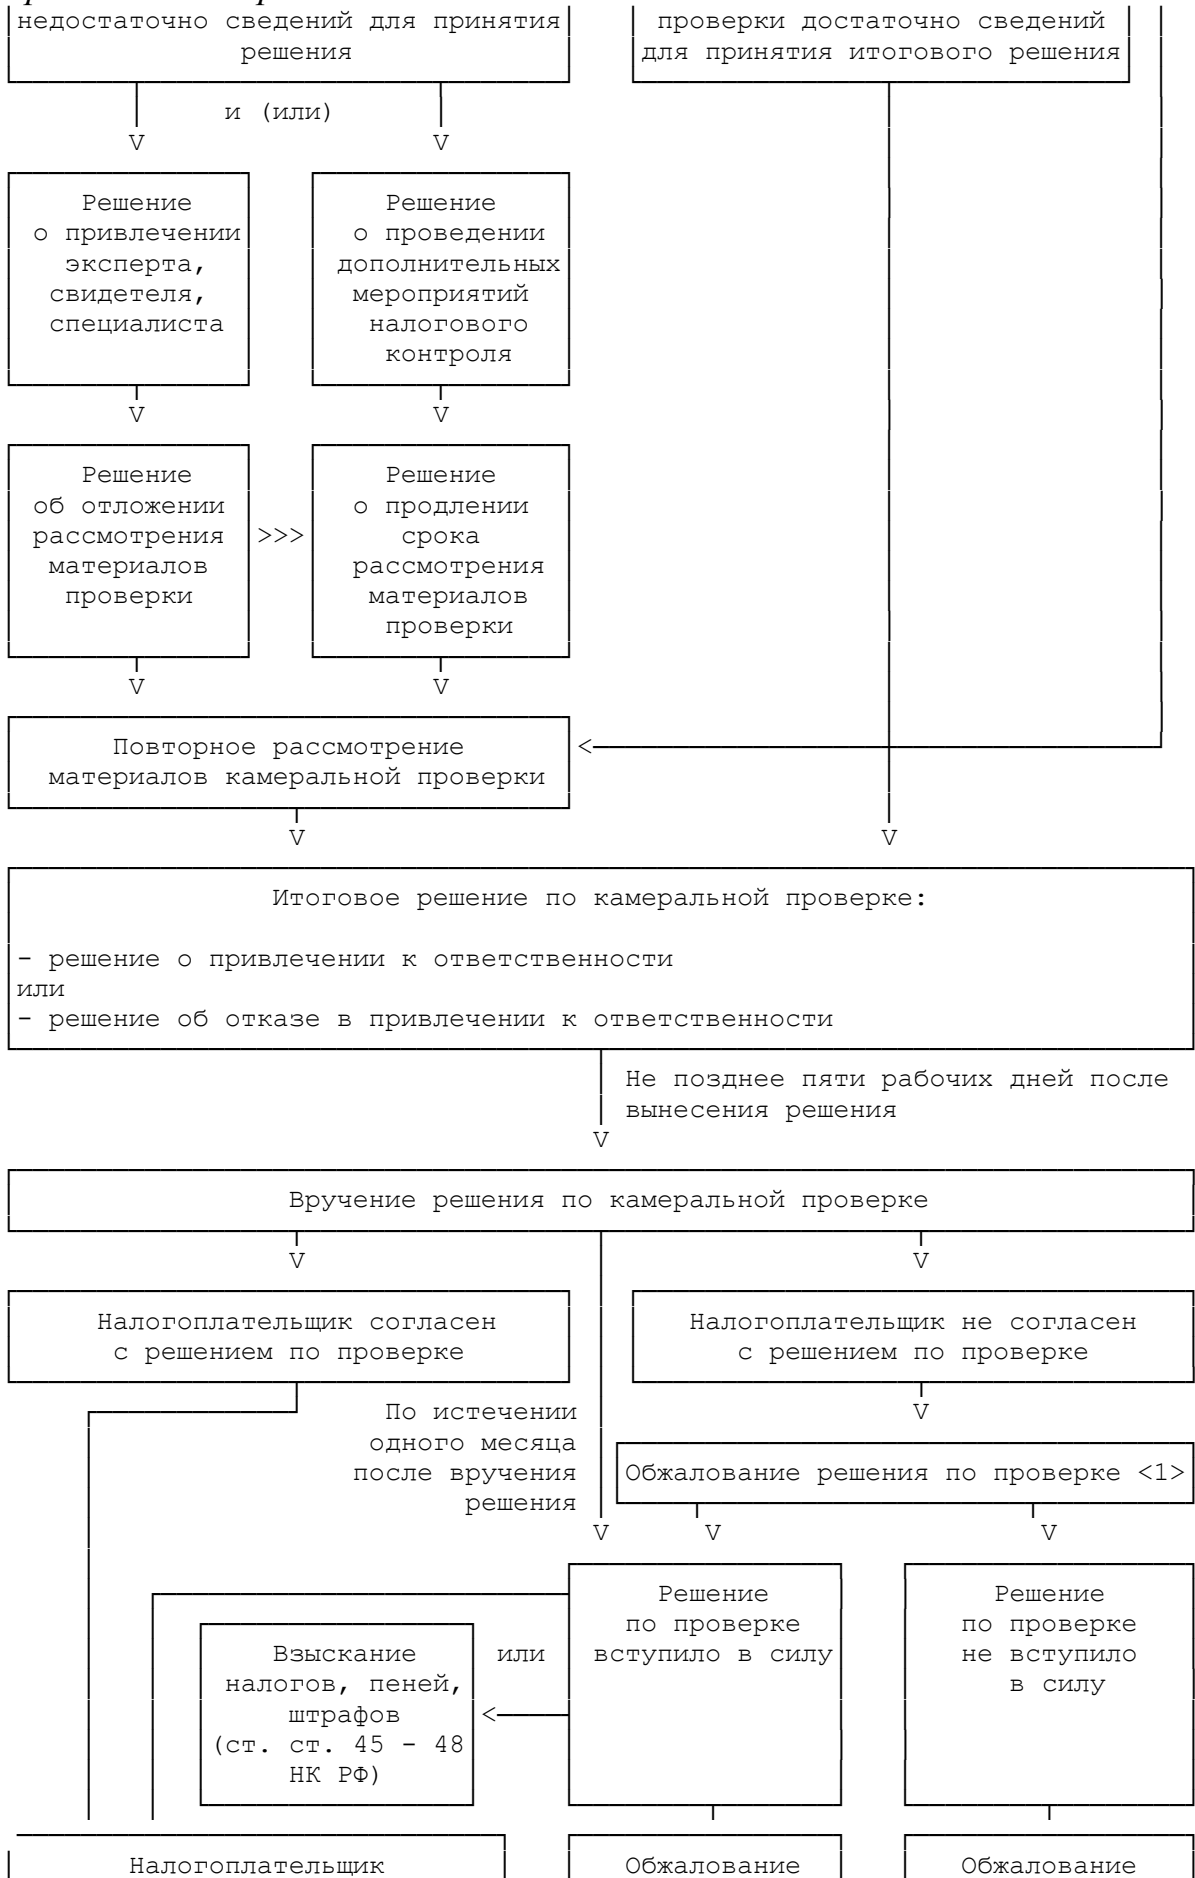 недостаточно сведений для принятия
решения
проверки достаточно сведений
для принятия итогового решения
и (или)
V
V
Решение
о привлечении
эксперта,
свидетеля,
специалиста
Решение
о проведении
дополнительных
мероприятий
налогового
контроля
V
V
Решение
об отложении
рассмотрения
материалов
проверки
>>>
Решение
о продлении
срока
рассмотрения
материалов
проверки
V
V
Повторное рассмотрение
материалов камеральной проверки
<
V
V
Итоговое решение по камеральной проверке:
- решение о привлечении к ответственности
или
- решение об отказе в привлечении к ответственности
Не позднее пяти рабочих дней после
вынесения решения
V
Вручение решения по камеральной проверке
V
V
Налогоплательщик согласен
с решением по проверке
Налогоплательщик не согласен
с решением по проверке
V
По истечении
одного месяца
после вручения
решения
Обжалование решения по проверке <1>
V
V
V
Решение
по проверке
вступило в силу
Решение
по проверке
не вступило
в силу
Взыскание
налогов, пеней,
штрафов
(ст. ст. 45 - 48
НК РФ)
или
<
Налогоплательщик
Обжалование
Обжалование